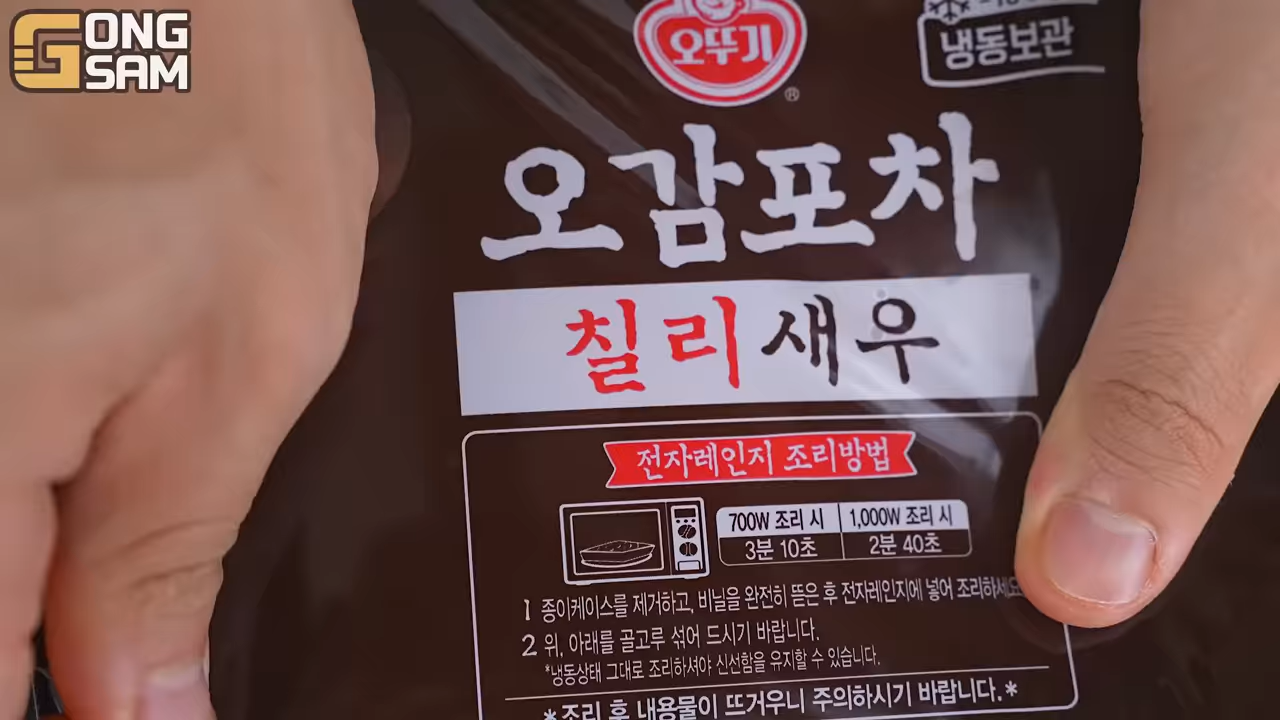 GONG
SAM
오뚜기
®
냉동보관
오감포차
칠리새우
전자레인지 조리방법
700W 조리 시 1,000W 조리 시
3분 10초 2분 40초
1 종이케이스를 제거하고, 비닐을 완전히 뜯은 후 전자레인지에 넣어 조리하세요
2 위, 아래를 골고루 섞어 드시기 바랍니다.
*냉동상태 그대로 조리하셔야 신선함을 유지할 수 있습니다.
*조리 후 내용물이 뜨거우니 주의하시기 바랍니다.*